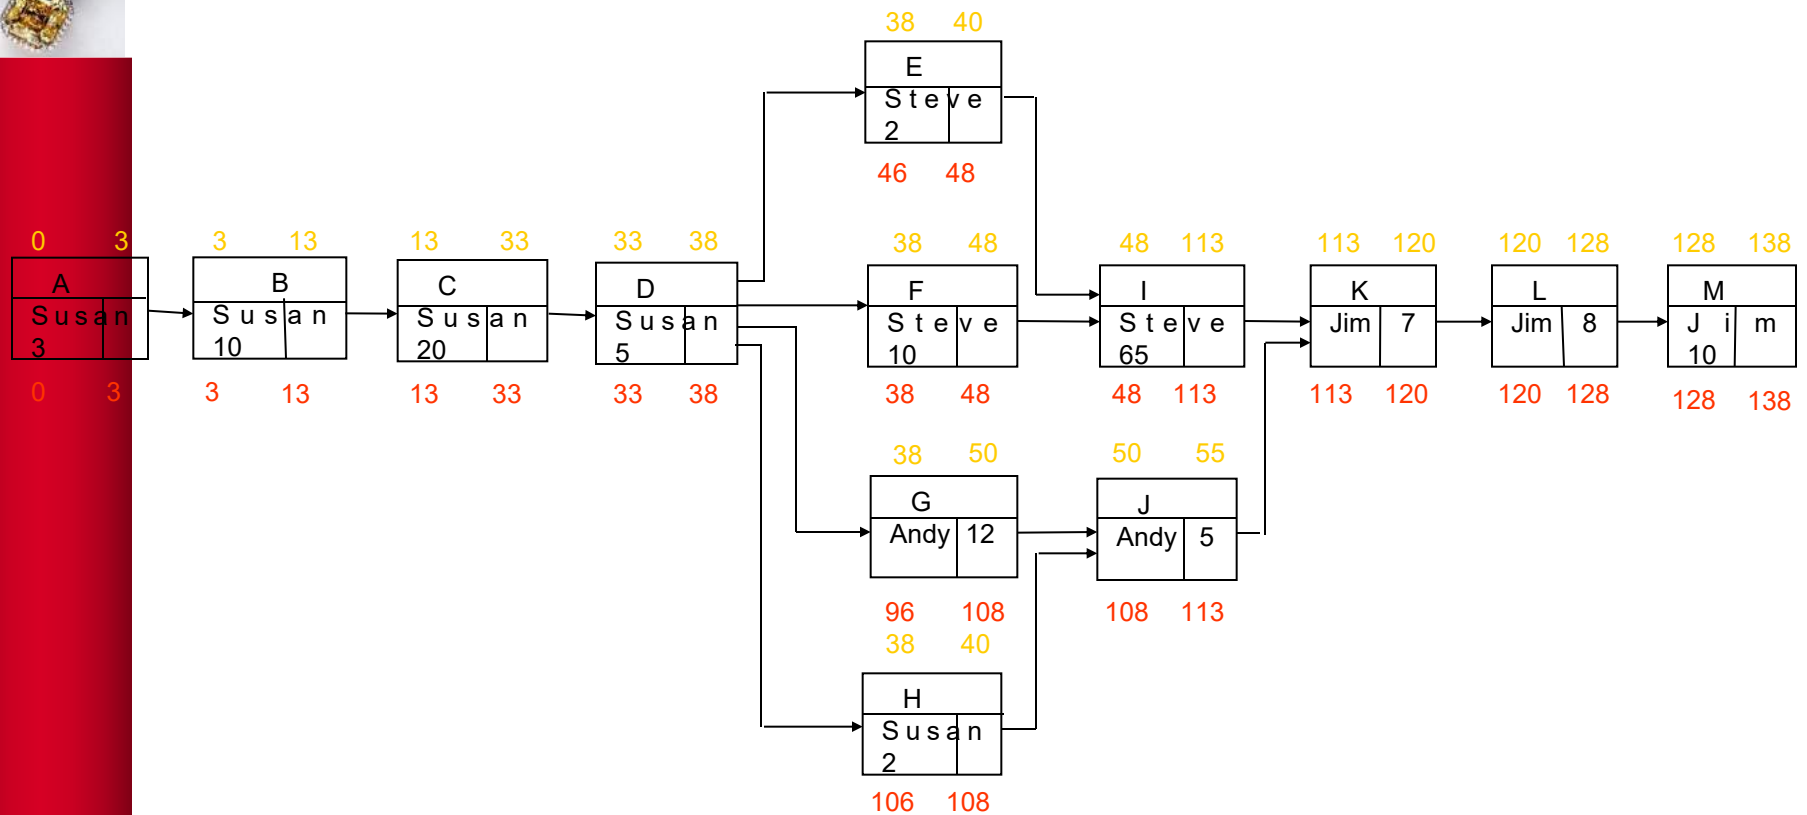 38 40
E
Steve
2
46 48
0 3
A
Susan
3
0 3
3 13
B
Susan
10
3 13
13 33
C
Susan
20
13 33
33 38
D
Susan
5
33 38
38 48
F
Steve
10
38 48
48 113
I
Steve
65
48 113
113 120
K
Jim 7
113 120
120 128
L
Jim 8
120 128
128 138
M
Jim
10
128 138
38 50
G
Andy 12
96 108
50 55
J
Andy 5
108 113
38 40
H
Susan
2
106 108